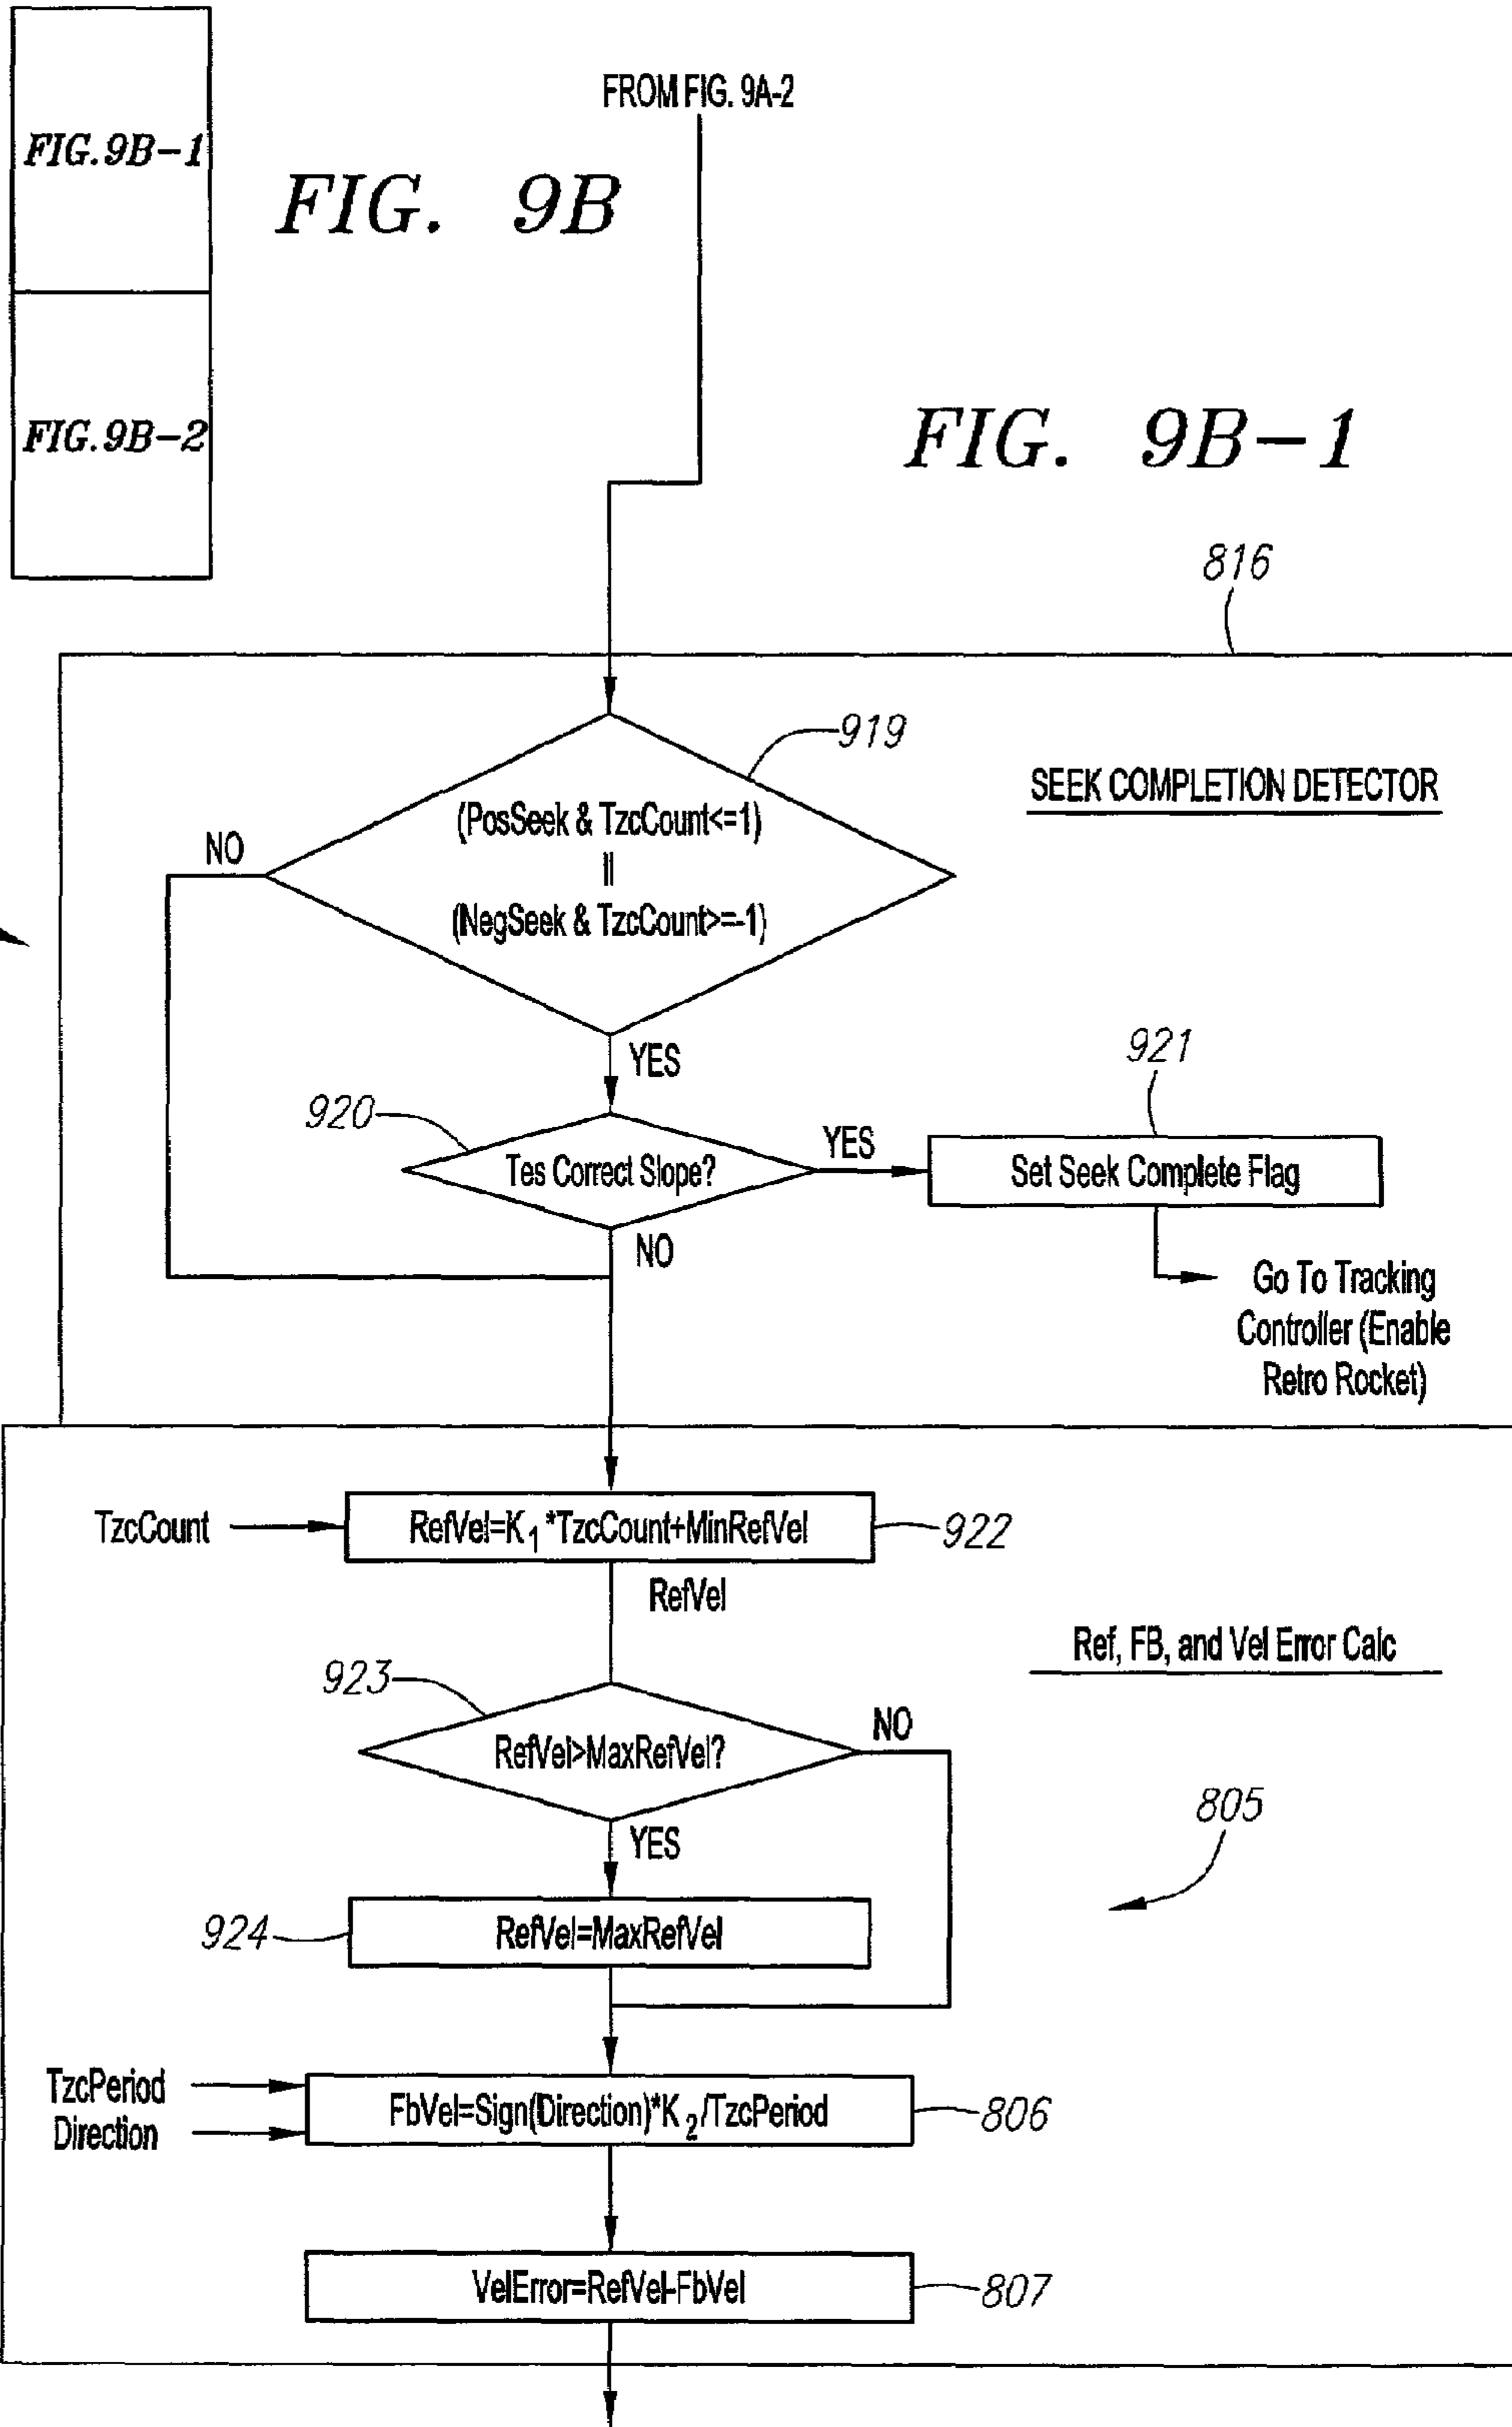 FROM FIG. 9A-2
FIG.9B-1
FIG. 9B
FIG.9B-2
FIG. 9B-1
816
919
SEEK COMPLETION DETECTOR
(PosSeek & TzcCount<=1)
||
(NegSeek & TzcCount>=-1)
NO
YES
921
920
Tes Correct Slope?
YES
Set Seek Complete Flag
NO
Go To Tracking
Controller (Enable
Retro Rocket)
TzcCount
RefVel=K1*TzcCount+MinRefVel
922
RefVel
Ref, FB, and Vel Error Calc
923
RefVel>MaxRefVel?
NO
YES
805
924
RefVel=MaxRefVel
TzcPeriod
Direction
FbVel=Sign(Direction)*K2/TzcPeriod
806
VelError=RefVel-FbVel
807